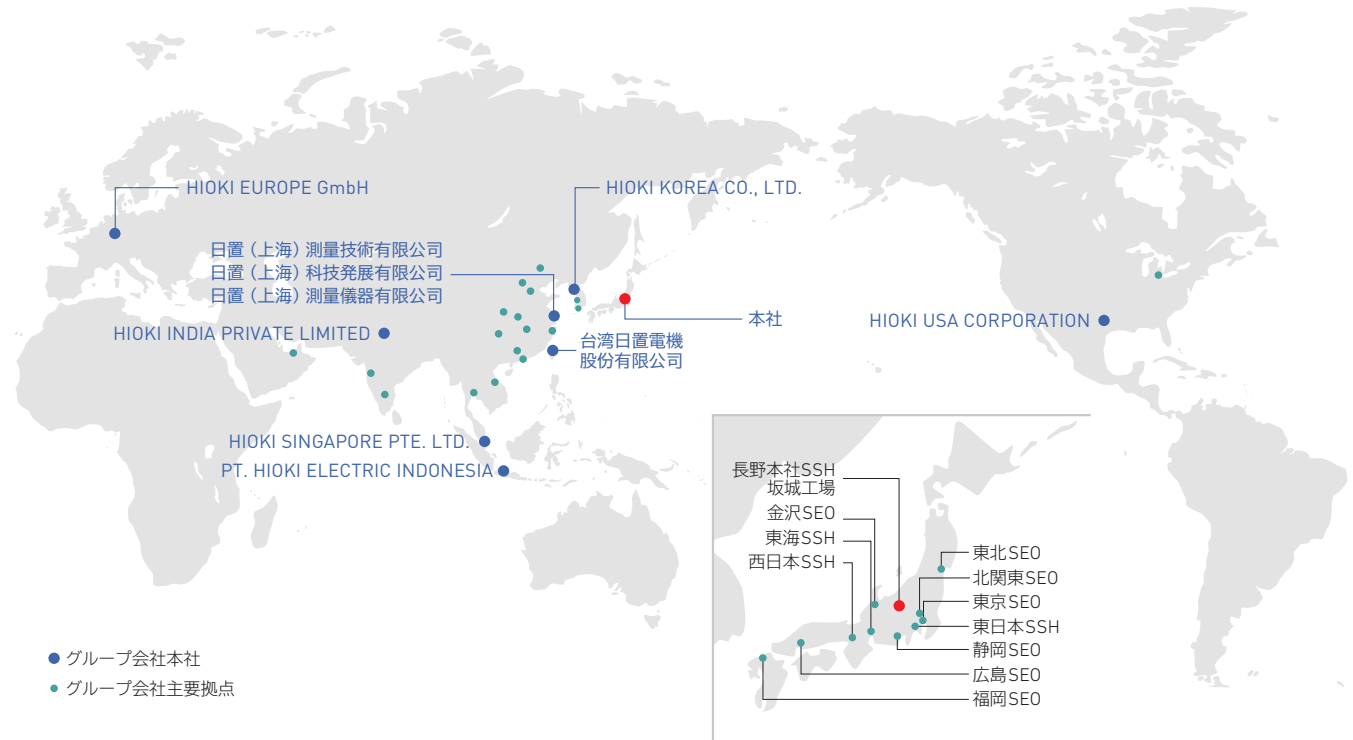 HIOKI EUROPE GmbH
HIOKI KOREA CO., LTD.
日置（上海）測量技術有限公司
日置（上海）科技発展有限公司
日置（上海）測量儀器有限公司
本社
HIOKI USA CORPORATION
HIOKI INDIA PRIVATE LIMITED
台湾日置電機
股份有限公司
HIOKI SINGAPORE PTE. LTD.
PT. HIOKI ELECTRIC INDONESIA
長野本社SSH
坂城工場
金沢SEO
東海SSH
西日本SSH
東北SEO
北関東SEO
東京SEO
東日本SSH
静岡SEO
広島SEO
福岡SEO
グループ会社本社
グループ会社主要拠点